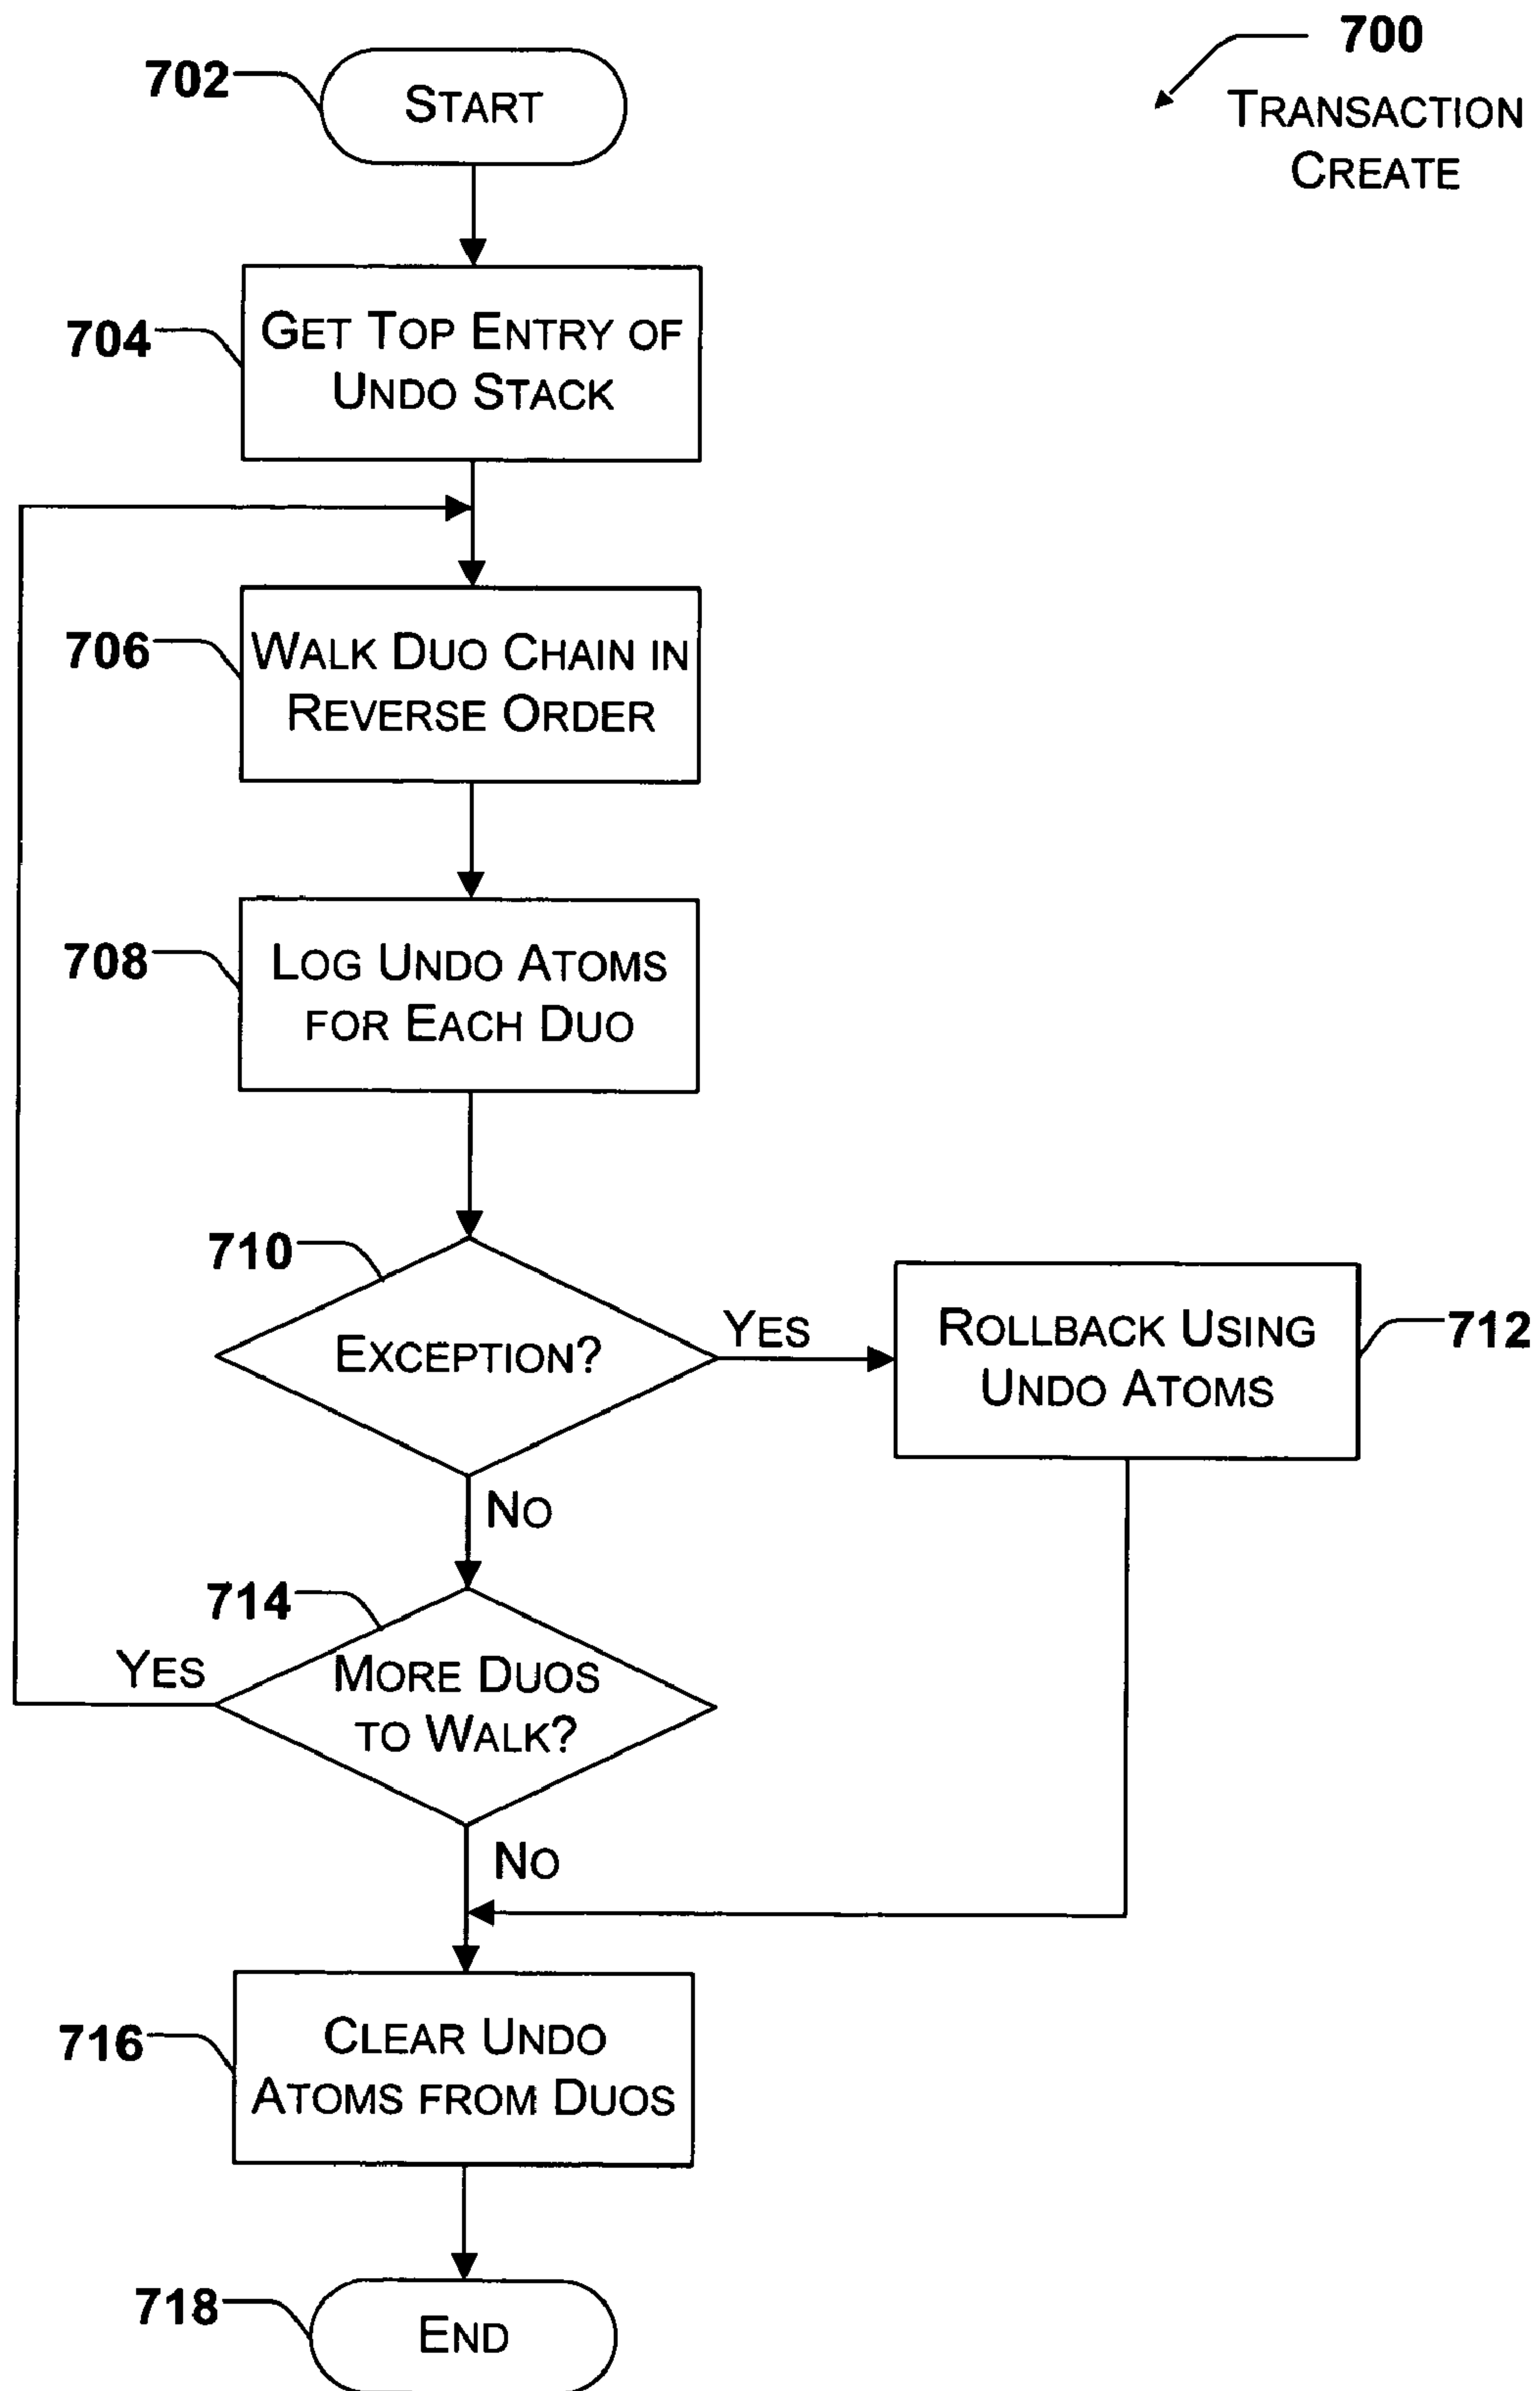 700
TRANSACTION
CREATE
702
START
704
GET TOP ENTRY OF
UNDO STACK
706
WALK DUO CHAIN IN
REVERSE ORDER
708
LOG UNDO ATOMS
FOR EACH DUO
710
EXCEPTION?
YES
ROLLBACK USING
UNDO ATOMS
712
NO
714
YES
MORE DUOS
TO WALK?
NO
716
CLEAR UNDO
ATOMS FROM DUOS
718
END